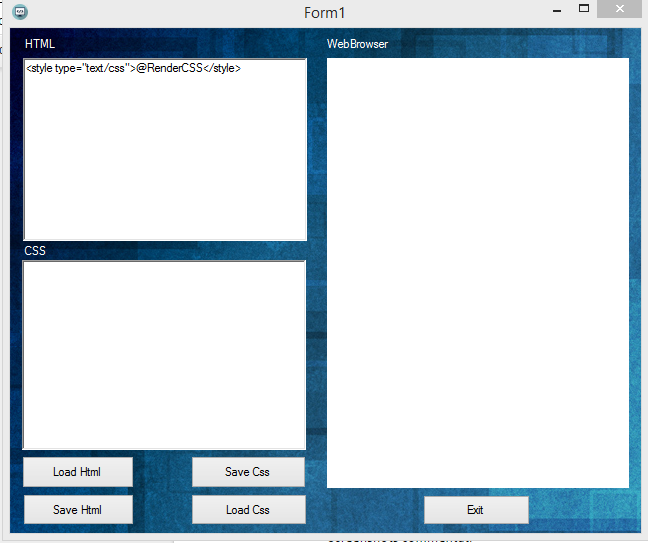 Form1
HTML
WebBrowser
<style type="text/css">@RenderCSS</style>
CSS
Load Html
Save Css
Save Html
Load Css
Exit